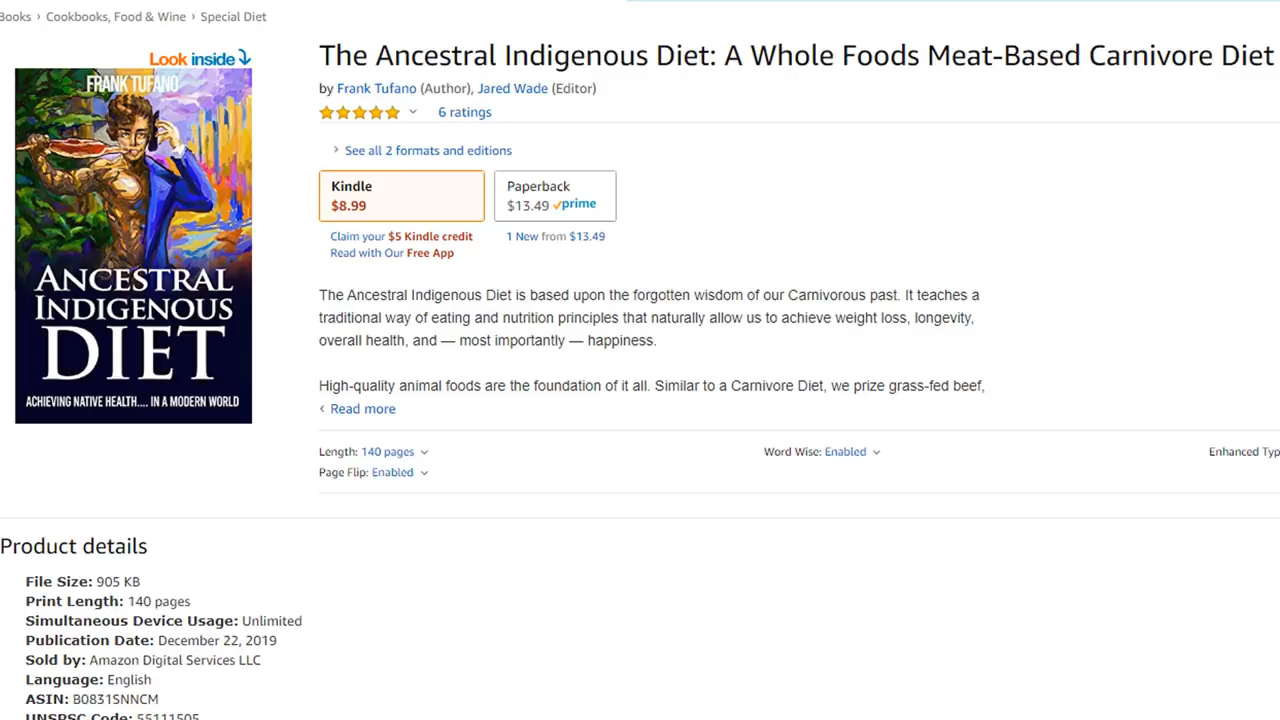 Books › Cookbooks, Food & Wine › Special Diet
Look inside
FRANK TUFANO
ANCESTRAL
INDIGENOUS
DIET
ACHIEVING NATIVE HEALTH.... IN A MODERN WORLD
The Ancestral Indigenous Diet: A Whole Foods Meat-Based Carnivore Diet
by Frank Tufano (Author), Jared Wade (Editor)
6 ratings
See all 2 formats and editions
Kindle
$8.99
Paperback
$13.49 prime
Claim your $5 Kindle credit
Read with Our Free App
1 New from $13.49
The Ancestral Indigenous Diet is based upon the forgotten wisdom of our Carnivorous past. It teaches a
traditional way of eating and nutrition principles that naturally allow us to achieve weight loss, longevity,
overall health, and — most importantly — happiness.
High-quality animal foods are the foundation of it all. Similar to a Carnivore Diet, we prize grass-fed beef,
‹ Read more
Length: 140 pages
Word Wise: Enabled
Enhanced Typ
Page Flip: Enabled
Product details
File Size: 905 KB
Print Length: 140 pages
Simultaneous Device Usage: Unlimited
Publication Date: December 22, 2019
Sold by: Amazon Digital Services LLC
Language: English
ASIN: B0831SNNCM
UNSPSC Code: 55111505